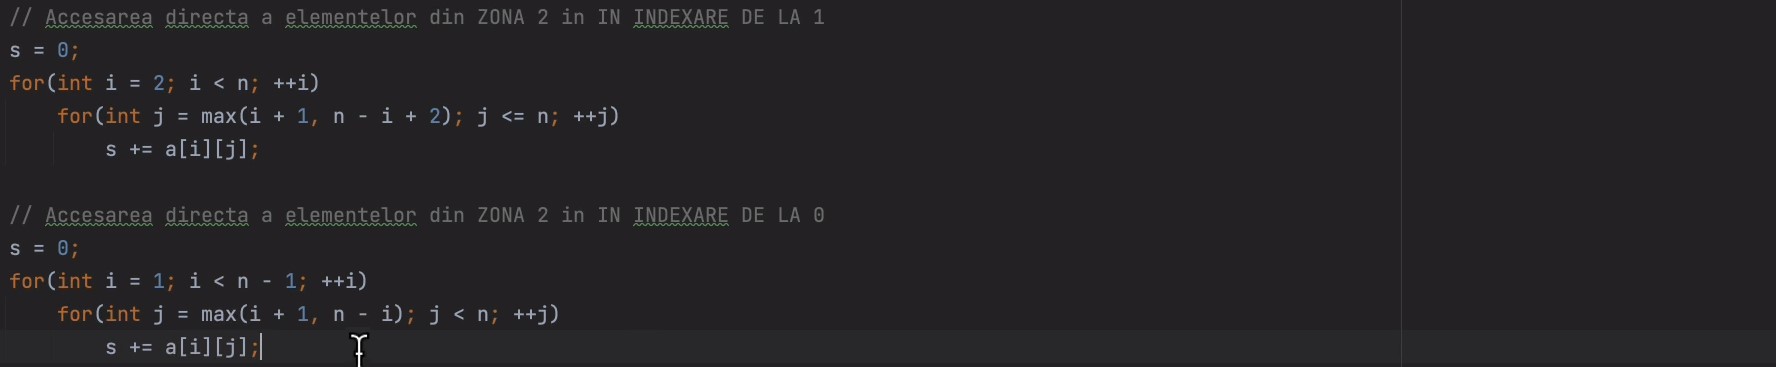 // Accesarea directa a elementelor din ZONA 2 in IN INDEXARE DE LA 1
s = 0;
for(int i = 2; i < n; ++i)
    for(int j = max(i + 1, n - i + 2); j <= n; ++j)
        s += a[i][j];
// Accesarea directa a elementelor din ZONA 2 in IN INDEXARE DE LA 0
s = 0;
for(int i = 1; i < n - 1; ++i)
    for(int j = max(i + 1, n - i); j < n; ++j)
        s += a[i][j];